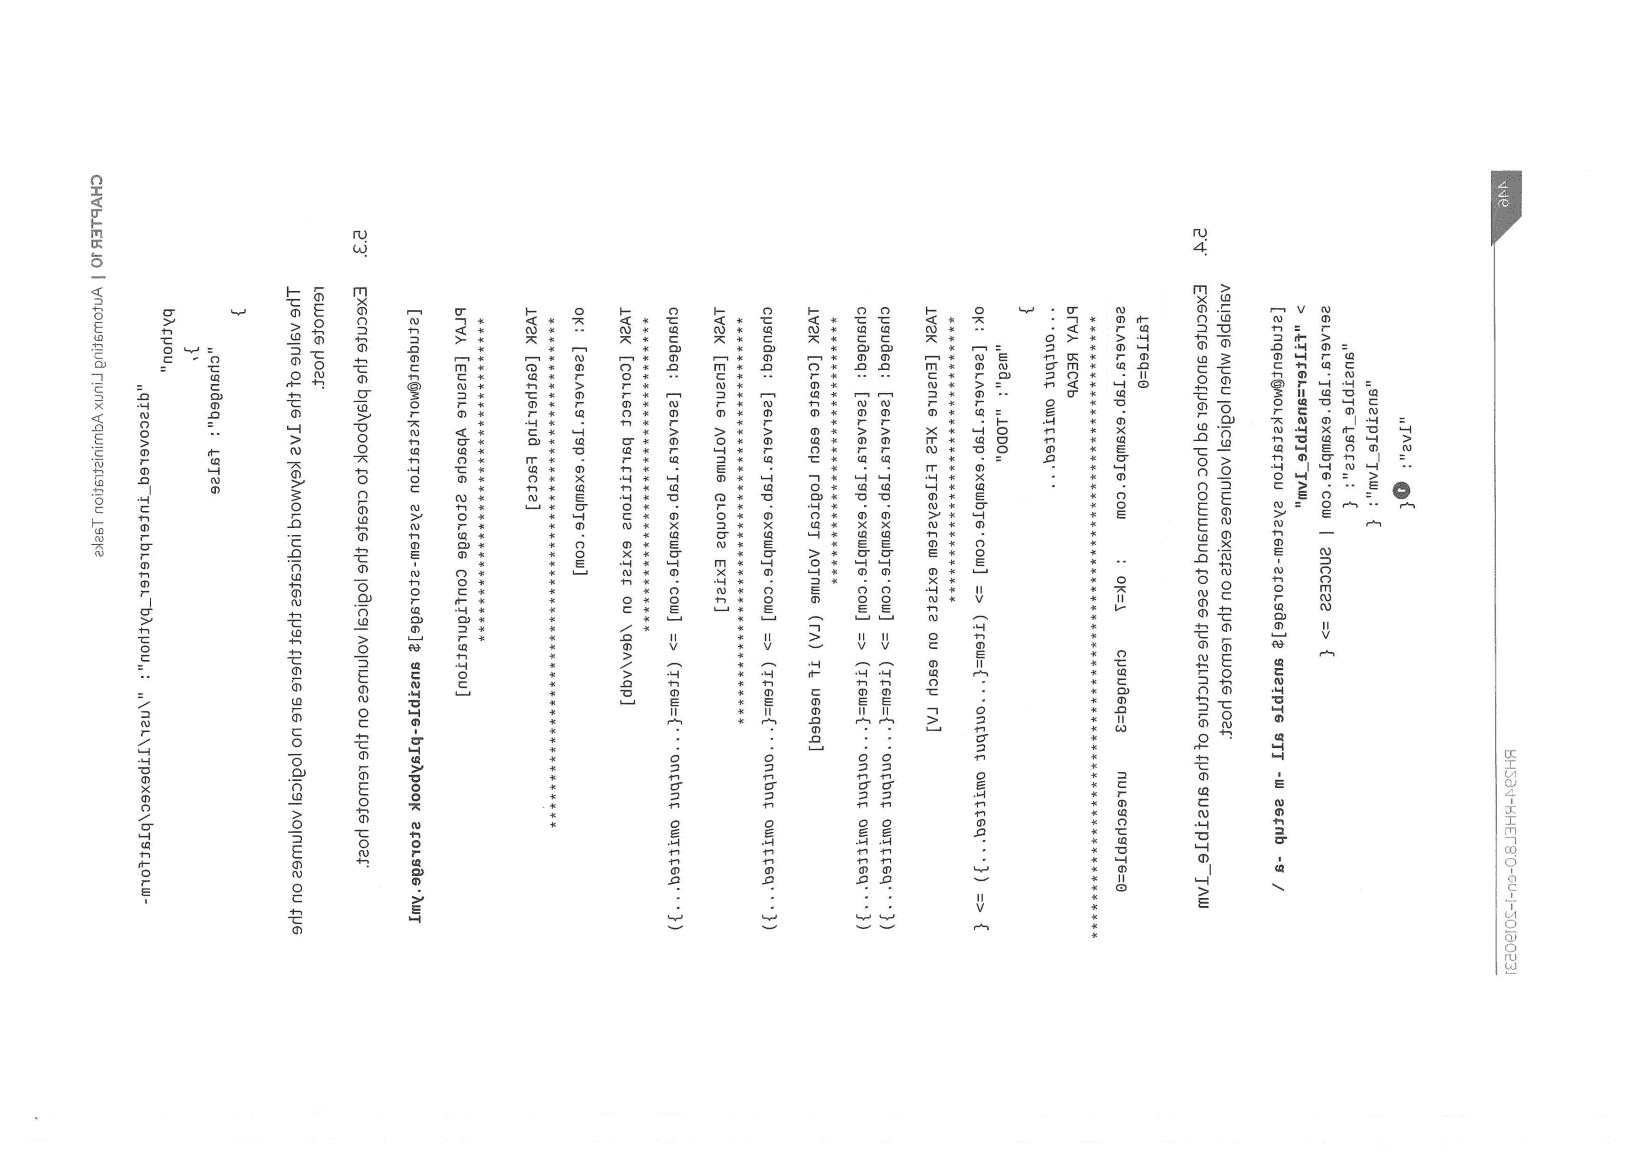 CHAPTER 10 | Automating Linux Administration Tasks
"discovered_interpreter_python": "/usr/libexec/platform-
python"
},
"changed": false
}
The value of the lvs keyword indicates that there are no logical volumes on the
remote host.
5.3. Execute the playbook to create the logical volumes on the remote host.
[student@workstation system-storage]$ ansible-playbook storage.yml
PLAY [Ensure Apache Storage Configuration]
****************************************
TASK [Gathering Facts]
*****************************************************************
ok: [servera.lab.example.com]
TASK [Correct partitions exist on /dev/vdb]
***************************************
changed: [servera.lab.example.com] => (item={...output omitted...})
TASK [Ensure Volume Groups Exist]
***************************************************
changed: [servera.lab.example.com] => (item={...output omitted...})
TASK [Create each Logical Volume (LV) if needed]
**********************************
changed: [servera.lab.example.com] => (item={...output omitted...})
changed: [servera.lab.example.com] => (item={...output omitted...})
TASK [Ensure XFS Filesystem exists on each LV]
************************************
ok: [servera.lab.example.com] => (item={...output omitted...}) => {
"msg": "TODO"
}
...output omitted...
PLAY RECAP
*******************************************************************************
servera.lab.example.com : ok=7 changed=3 unreachable=0
failed=0
5.4. Execute another ad hoc command to see the structure of the ansible_lvm
variable when logical volumes exists on the remote host.
[student@workstation system-storage]$ ansible all -m setup -a \
> "filter=ansible_lvm"
servera.lab.example.com | SUCCESS => {
"ansible_facts": {
"ansible_lvm": {
"lvs": { 1
446 RH294-RHEL8.0-en-1-20190531